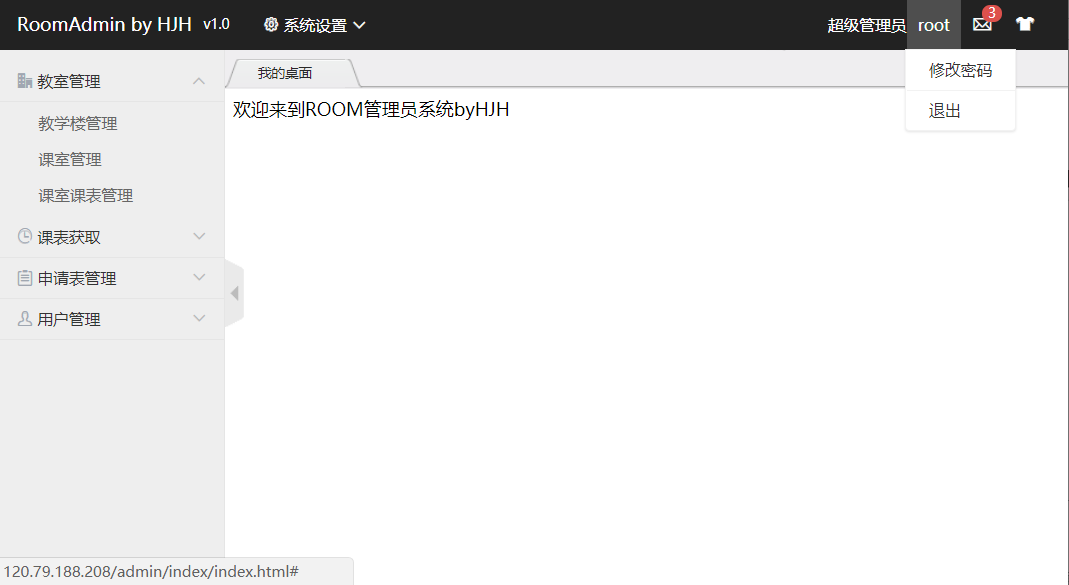 RoomAdmin by HJH v1.0 系统设置 超级管理员 root 3
修改密码
退出
教室管理
教学楼管理
课室管理
课室课表管理
课表获取
申请表管理
用户管理
我的桌面
欢迎来到ROOM管理员系统byHJH
120.79.188.208/admin/index/index.html#